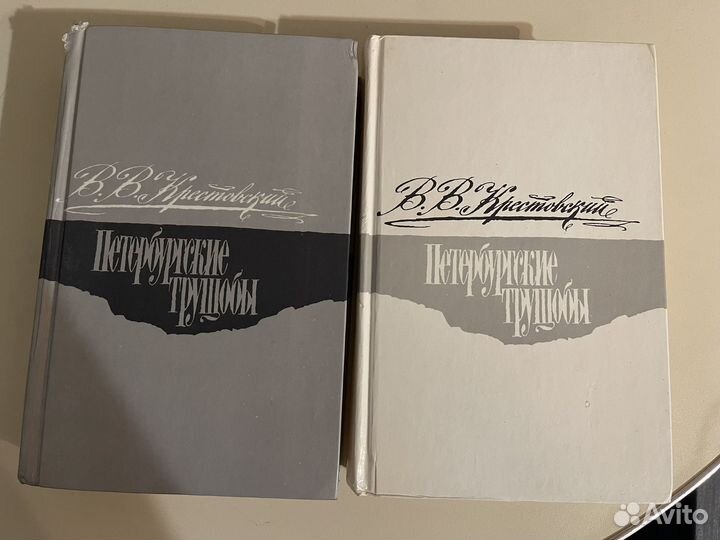 В.В. Крестовский
Петербургские
трущобы
В.В. Крестовский
Петербургские
трущобы
Avito